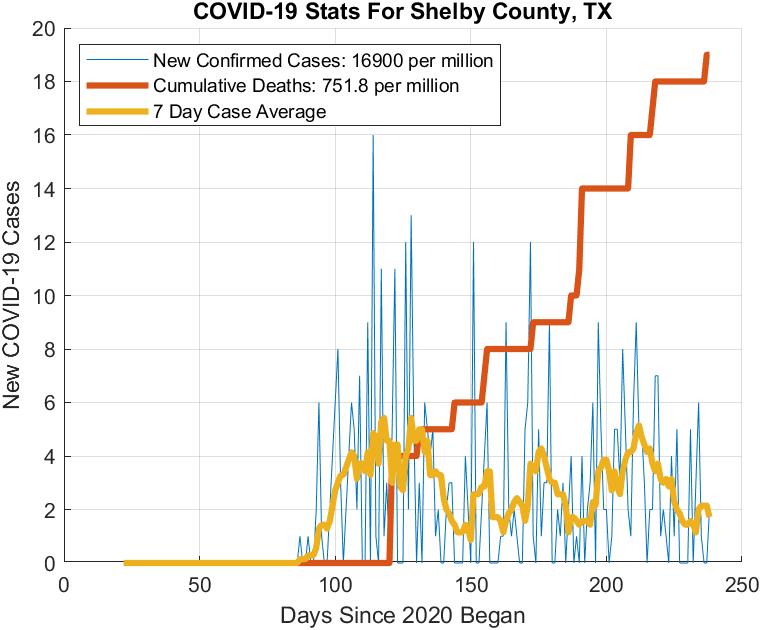 COVID-19 Stats For Shelby County, TX
New Confirmed Cases: 16900 per million
Cumulative Deaths: 751.8 per million
7 Day Case Average
New COVID-19 Cases
20
18
16
14
12
10
8
6
4
2
0
0 50 100 150 200 250
Days Since 2020 Began